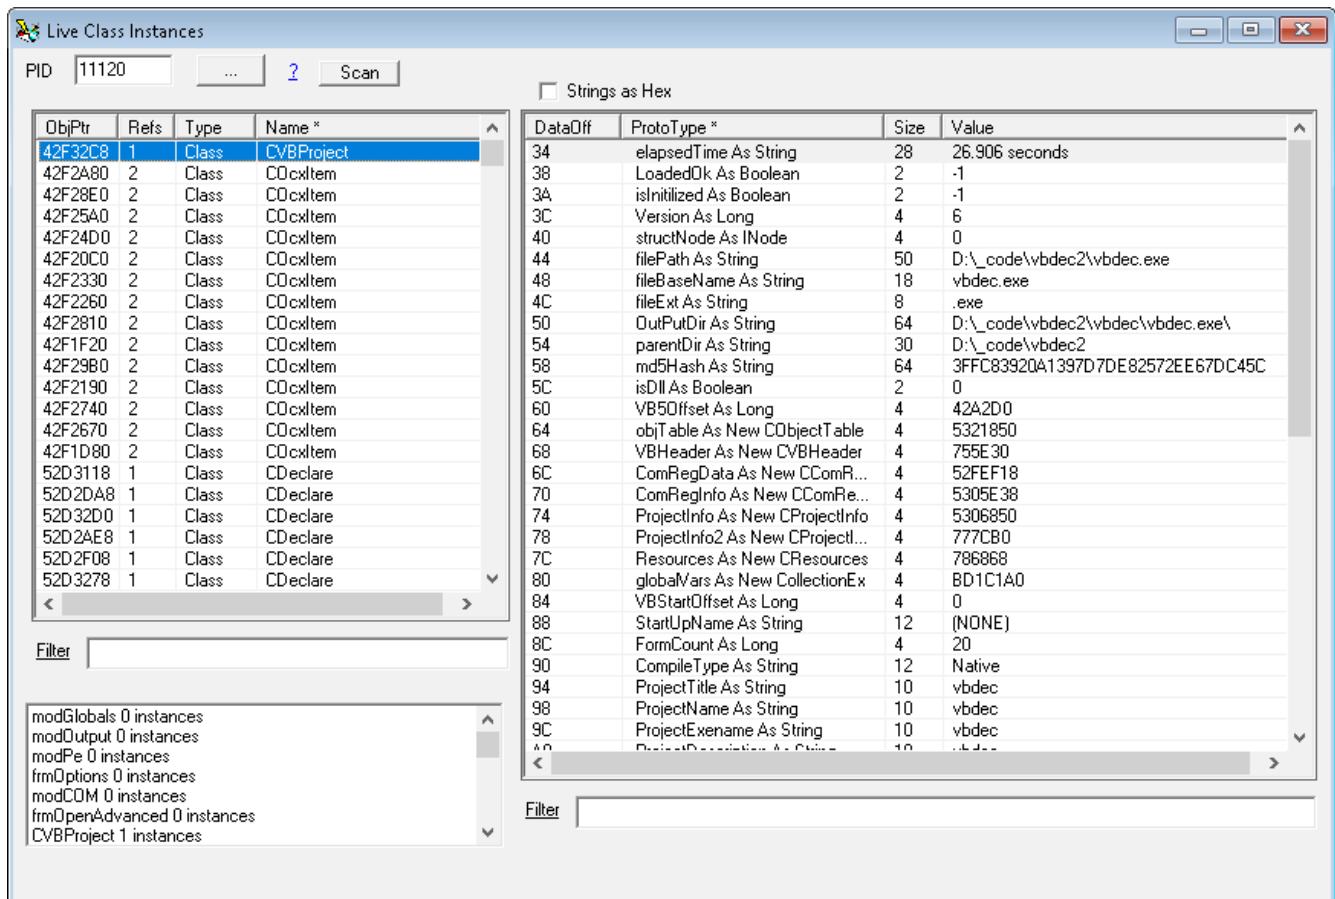 Live Class Instances
PID 11120 ... ? Scan
Strings as Hex
ObjPtr Refs Type Name *
42F32C8 1 Class CVBProject
42F2A80 2 Class COcxItem
42F28E0 2 Class COcxItem
42F25A0 2 Class COcxItem
42F24D0 2 Class COcxItem
42F20C0 2 Class COcxItem
42F2330 2 Class COcxItem
42F2260 2 Class COcxItem
42F2810 2 Class COcxItem
42F1F20 2 Class COcxItem
42F29B0 2 Class COcxItem
42F2190 2 Class COcxItem
42F2740 2 Class COcxItem
42F2670 2 Class COcxItem
42F1D80 2 Class COcxItem
52D3118 1 Class CDeclare
52D2DA8 1 Class CDeclare
52D32D0 1 Class CDeclare
52D2AE8 1 Class CDeclare
52D2F08 1 Class CDeclare
52D3278 1 Class CDeclare
Filter
modGlobals 0 instances
modOutput 0 instances
modPe 0 instances
frmOptions 0 instances
modCOM 0 instances
frmOpenAdvanced 0 instances
CVBProject 1 instances
DataOff ProtoType * Size Value
34 elapsedTime As String 28 26.906 seconds
38 LoadedOk As Boolean 2 -1
3A isInitilized As Boolean 2 -1
3C Version As Long 4 6
40 structNode As INode 4 0
44 filePath As String 50 D:\_code\vbdec2\vbdec.exe
48 fileBaseName As String 18 vbdec.exe
4C fileExt As String 8 .exe
50 OutPutDir As String 64 D:\_code\vbdec2\vbdec\vbdec.exe\
54 parentDir As String 30 D:\_code\vbdec2
58 md5Hash As String 64 3FFC83920A1397D7DE82572EE67DC45C
5C isDll As Boolean 2 0
60 VB5Offset As Long 4 42A2D0
64 objTable As New CObjectTable 4 5321850
68 VBHeader As New CVBHeader 4 755E30
6C ComRegData As New CComR... 4 52FEF18
70 ComRegInfo As New CComRe... 4 5305E38
74 ProjectInfo As New CProjectInfo 4 5306850
78 ProjectInfo2 As New CProjectI... 4 777CB0
7C Resources As New CResources 4 786868
80 globalVars As New CollectionEx 4 BD1C1A0
84 VBStartOffset As Long 4 0
88 StartUpName As String 12 (NONE)
8C FormCount As Long 4 20
90 CompileType As String 12 Native
94 ProjectTitle As String 10 vbdec
98 ProjectName As String 10 vbdec
9C ProjectExename As String 10 vbdec
Filter